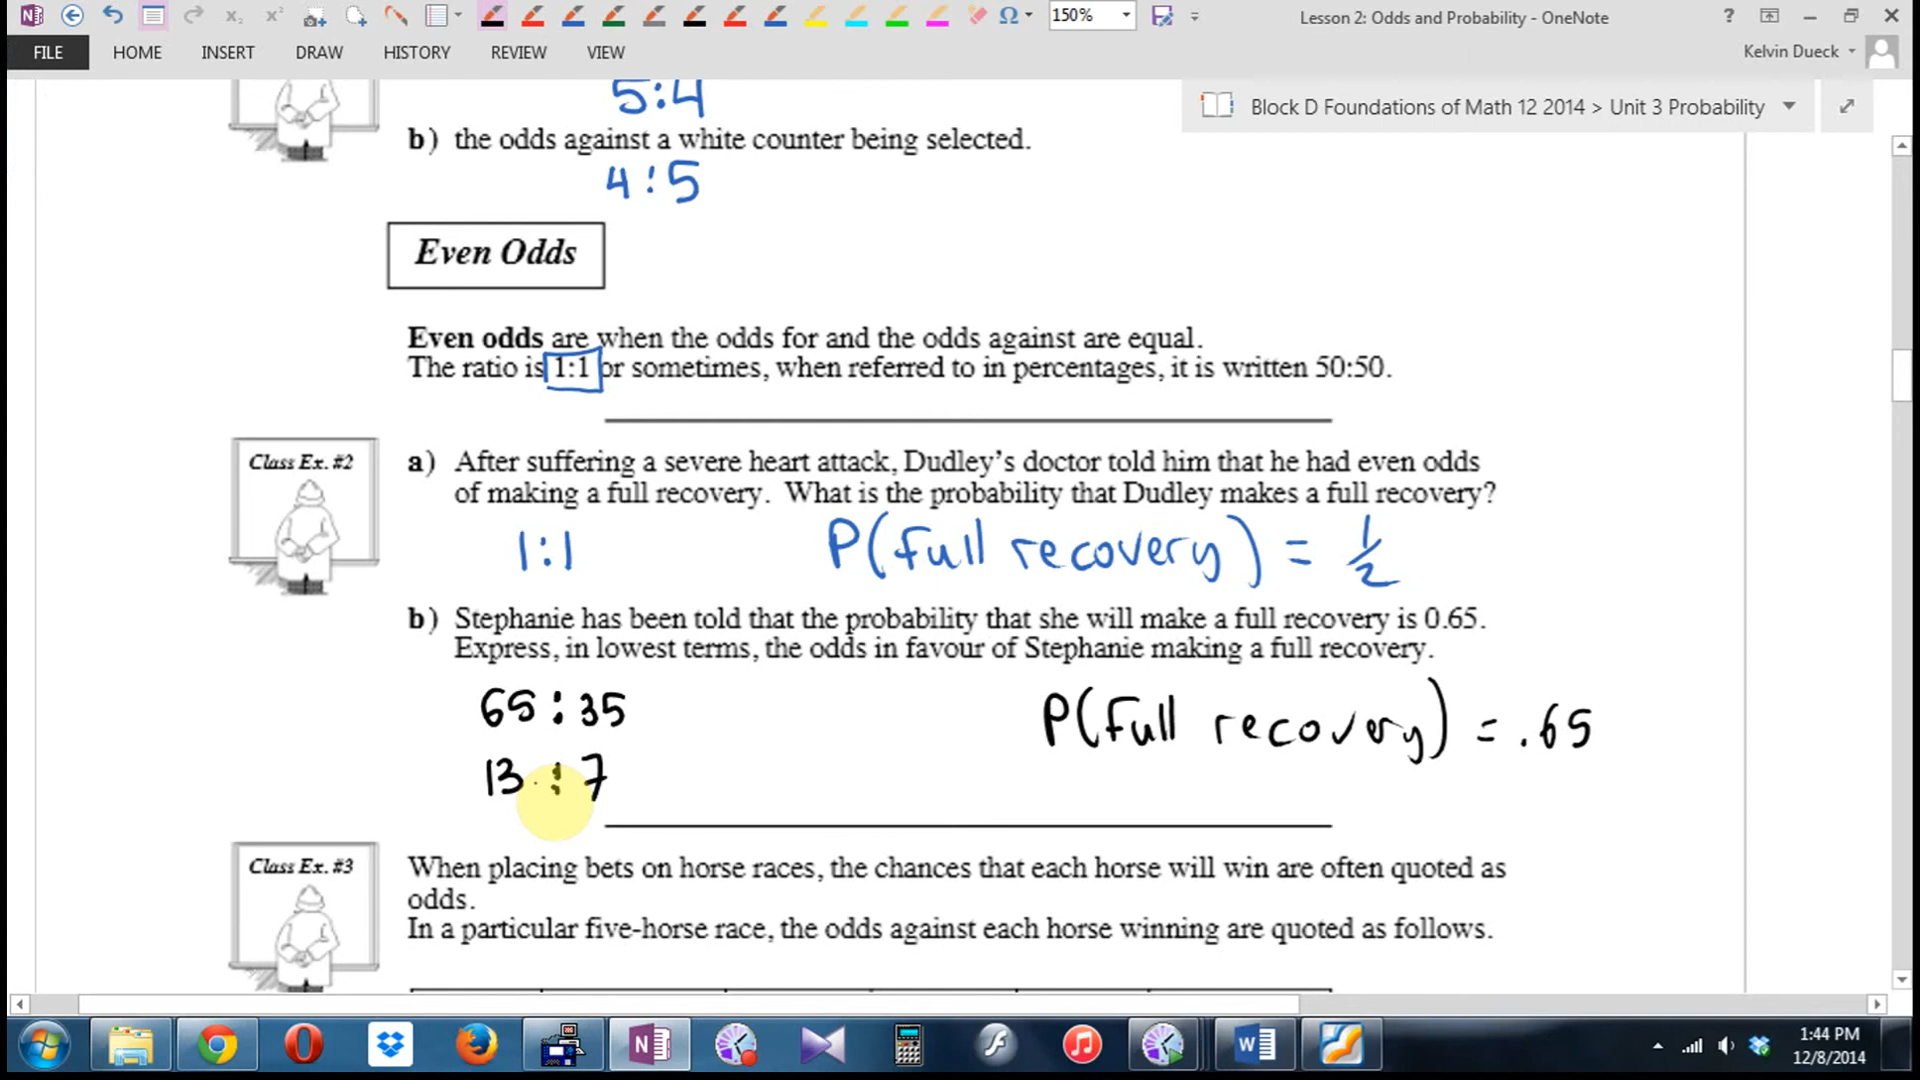 Lesson 2: Odds and Probability - OneNote
150%
FILE HOME INSERT DRAW HISTORY REVIEW VIEW
Kelvin Dueck
Block D Foundations of Math 12 2014 > Unit 3 Probability
5:4
b) the odds against a white counter being selected.
4:5
Even Odds
Even odds are when the odds for and the odds against are equal.
The ratio is 1:1 or sometimes, when referred to in percentages, it is written 50:50.
Class Ex. #2
a) After suffering a severe heart attack, Dudley's doctor told him that he had even odds
of making a full recovery. What is the probability that Dudley makes a full recovery?
1:1 P(full recovery) = 1/2
b) Stephanie has been told that the probability that she will make a full recovery is 0.65.
Express, in lowest terms, the odds in favour of Stephanie making a full recovery.
65:35 P(full recovery) = .65
13:7
Class Ex. #3
When placing bets on horse races, the chances that each horse will win are often quoted as
odds.
In a particular five-horse race, the odds against each horse winning are quoted as follows.
1:44 PM
12/8/2014